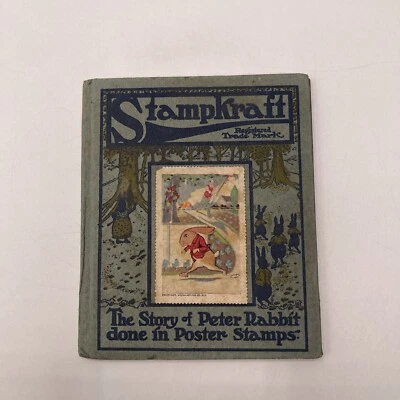 StampKraft
Registered
Trade Mark
The Story of Peter Rabbit
done in Poster Stamps.